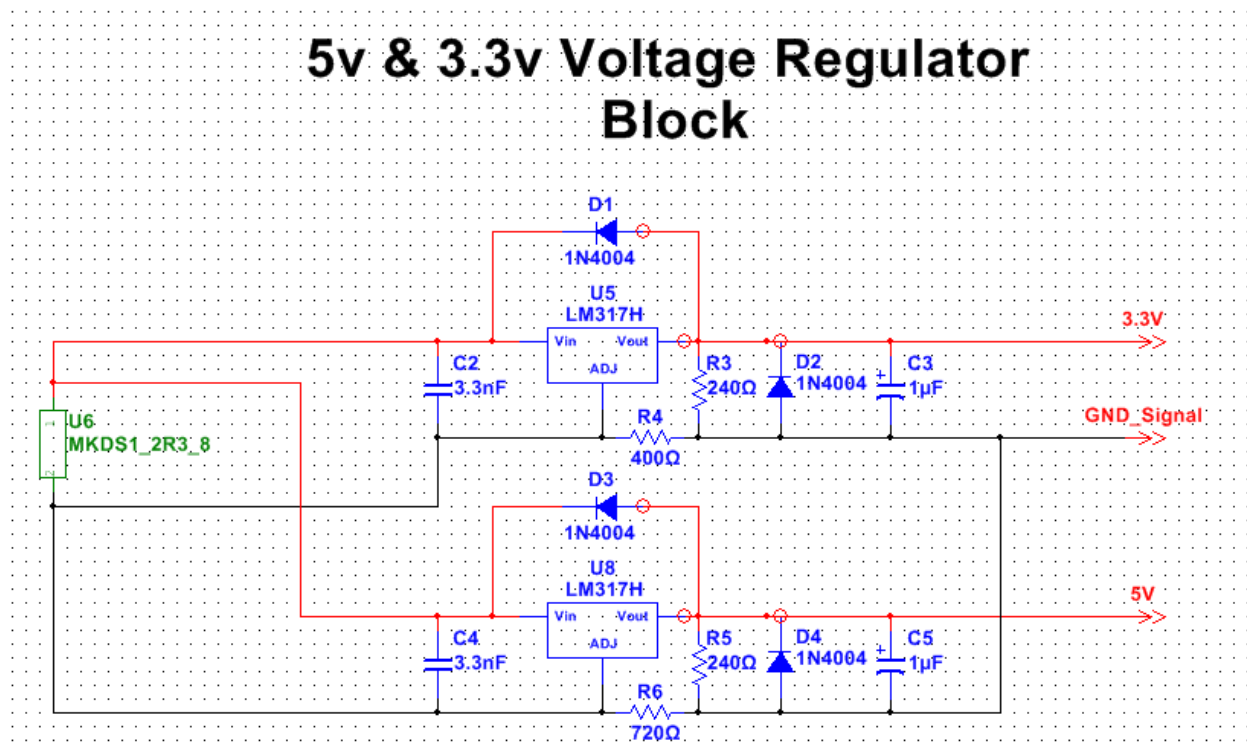 5v & 3.3v Voltage Regulator
Block
D1
1N4004
U5
LM317H
Vin
Vout
ADJ
3.3V
C2
3.3nF
R3
240Ω
D2
1N4004
C3
+
1µF
U6
MKDS1_2R3_8
1
2
R4
400Ω
GND_Signal
D3
1N4004
U8
LM317H
Vin
Vout
ADJ
5V
C4
3.3nF
R5
240Ω
D4
1N4004
C5
+
1µF
R6
720Ω